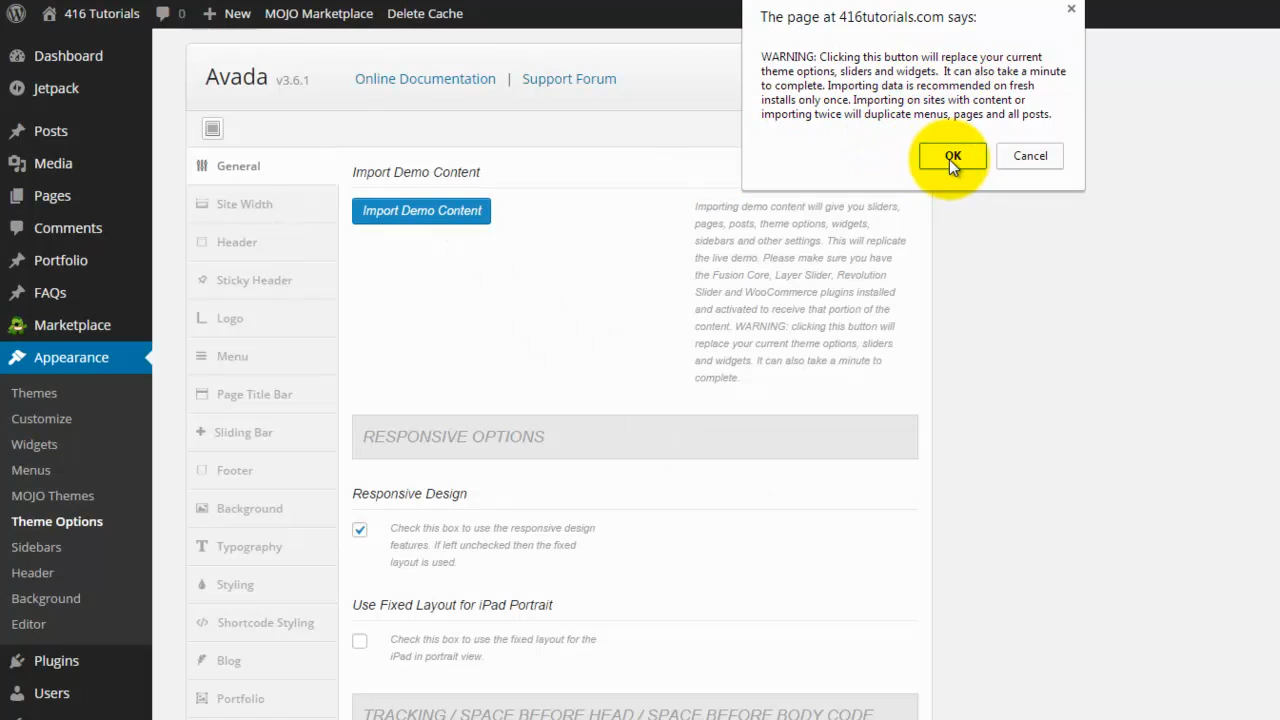 416 Tutorials
0
New
MOJO Marketplace
Delete Cache
The page at 416tutorials.com says:
WARNING: Clicking this button will replace your current
theme options, sliders and widgets.  It can also take a minute
to complete. Importing data is recommended on fresh
installs only once. Importing on sites with content or
importing twice will duplicate menus, pages and all posts.
OK
Cancel
Dashboard
Jetpack
Posts
Media
Pages
Comments
Portfolio
FAQs
Marketplace
Appearance
Themes
Customize
Widgets
Menus
MOJO Themes
Theme Options
Sidebars
Header
Background
Editor
Plugins
Users
Avada v3.6.1
Online Documentation | Support Forum
General
Site Width
Header
Sticky Header
Logo
Menu
Page Title Bar
Sliding Bar
Footer
Background
Typography
Styling
Shortcode Styling
Blog
Portfolio
Import Demo Content
Import Demo Content
Importing demo content will give you sliders,
pages, posts, theme options, widgets,
sidebars and other settings. This will replicate
the live demo. Please make sure you have
the Fusion Core, Layer Slider, Revolution
Slider and WooCommerce plugins installed
and activated to receive that portion of the
content. WARNING: clicking this button will
replace your current theme options, sliders
and widgets. It can also take a minute to
complete.
RESPONSIVE OPTIONS
Responsive Design
Check this box to use the responsive design
features. If left unchecked then the fixed
layout is used.
Use Fixed Layout for iPad Portrait
Check this box to use the fixed layout for the
iPad in portrait view.
TRACKING / SPACE BEFORE HEAD / SPACE BEFORE BODY CODE